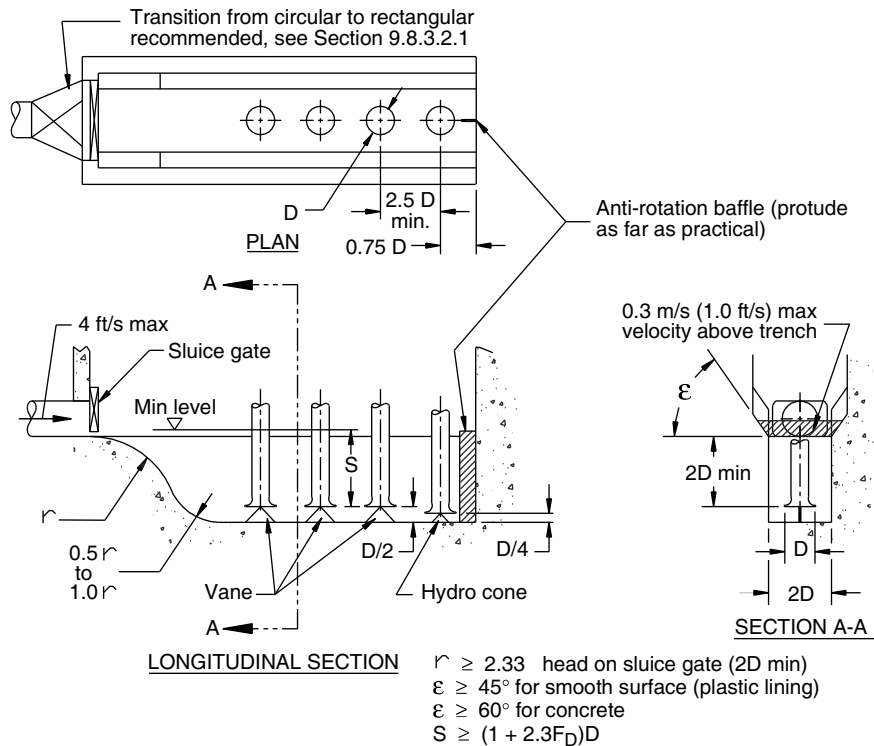 Transition from circular to rectangular
recommended, see Section 9.8.3.2.1
D
2.5 D
min.
0.75 D
PLAN
Anti-rotation baffle (protude
as far as practical)
A
4 ft/s max
Sluice gate
Min level
S
r
0.5 r
to
1.0 r
Vane
D/2
D/4
Hydro cone
A
LONGITUDINAL SECTION
0.3 m/s (1.0 ft/s) max
velocity above trench
ε
2D min
D
2D
SECTION A-A
r ≥ 2.33 head on sluice gate (2D min)
ε ≥ 45° for smooth surface (plastic lining)
ε ≥ 60° for concrete
S ≥ (1 + 2.3F_D)D